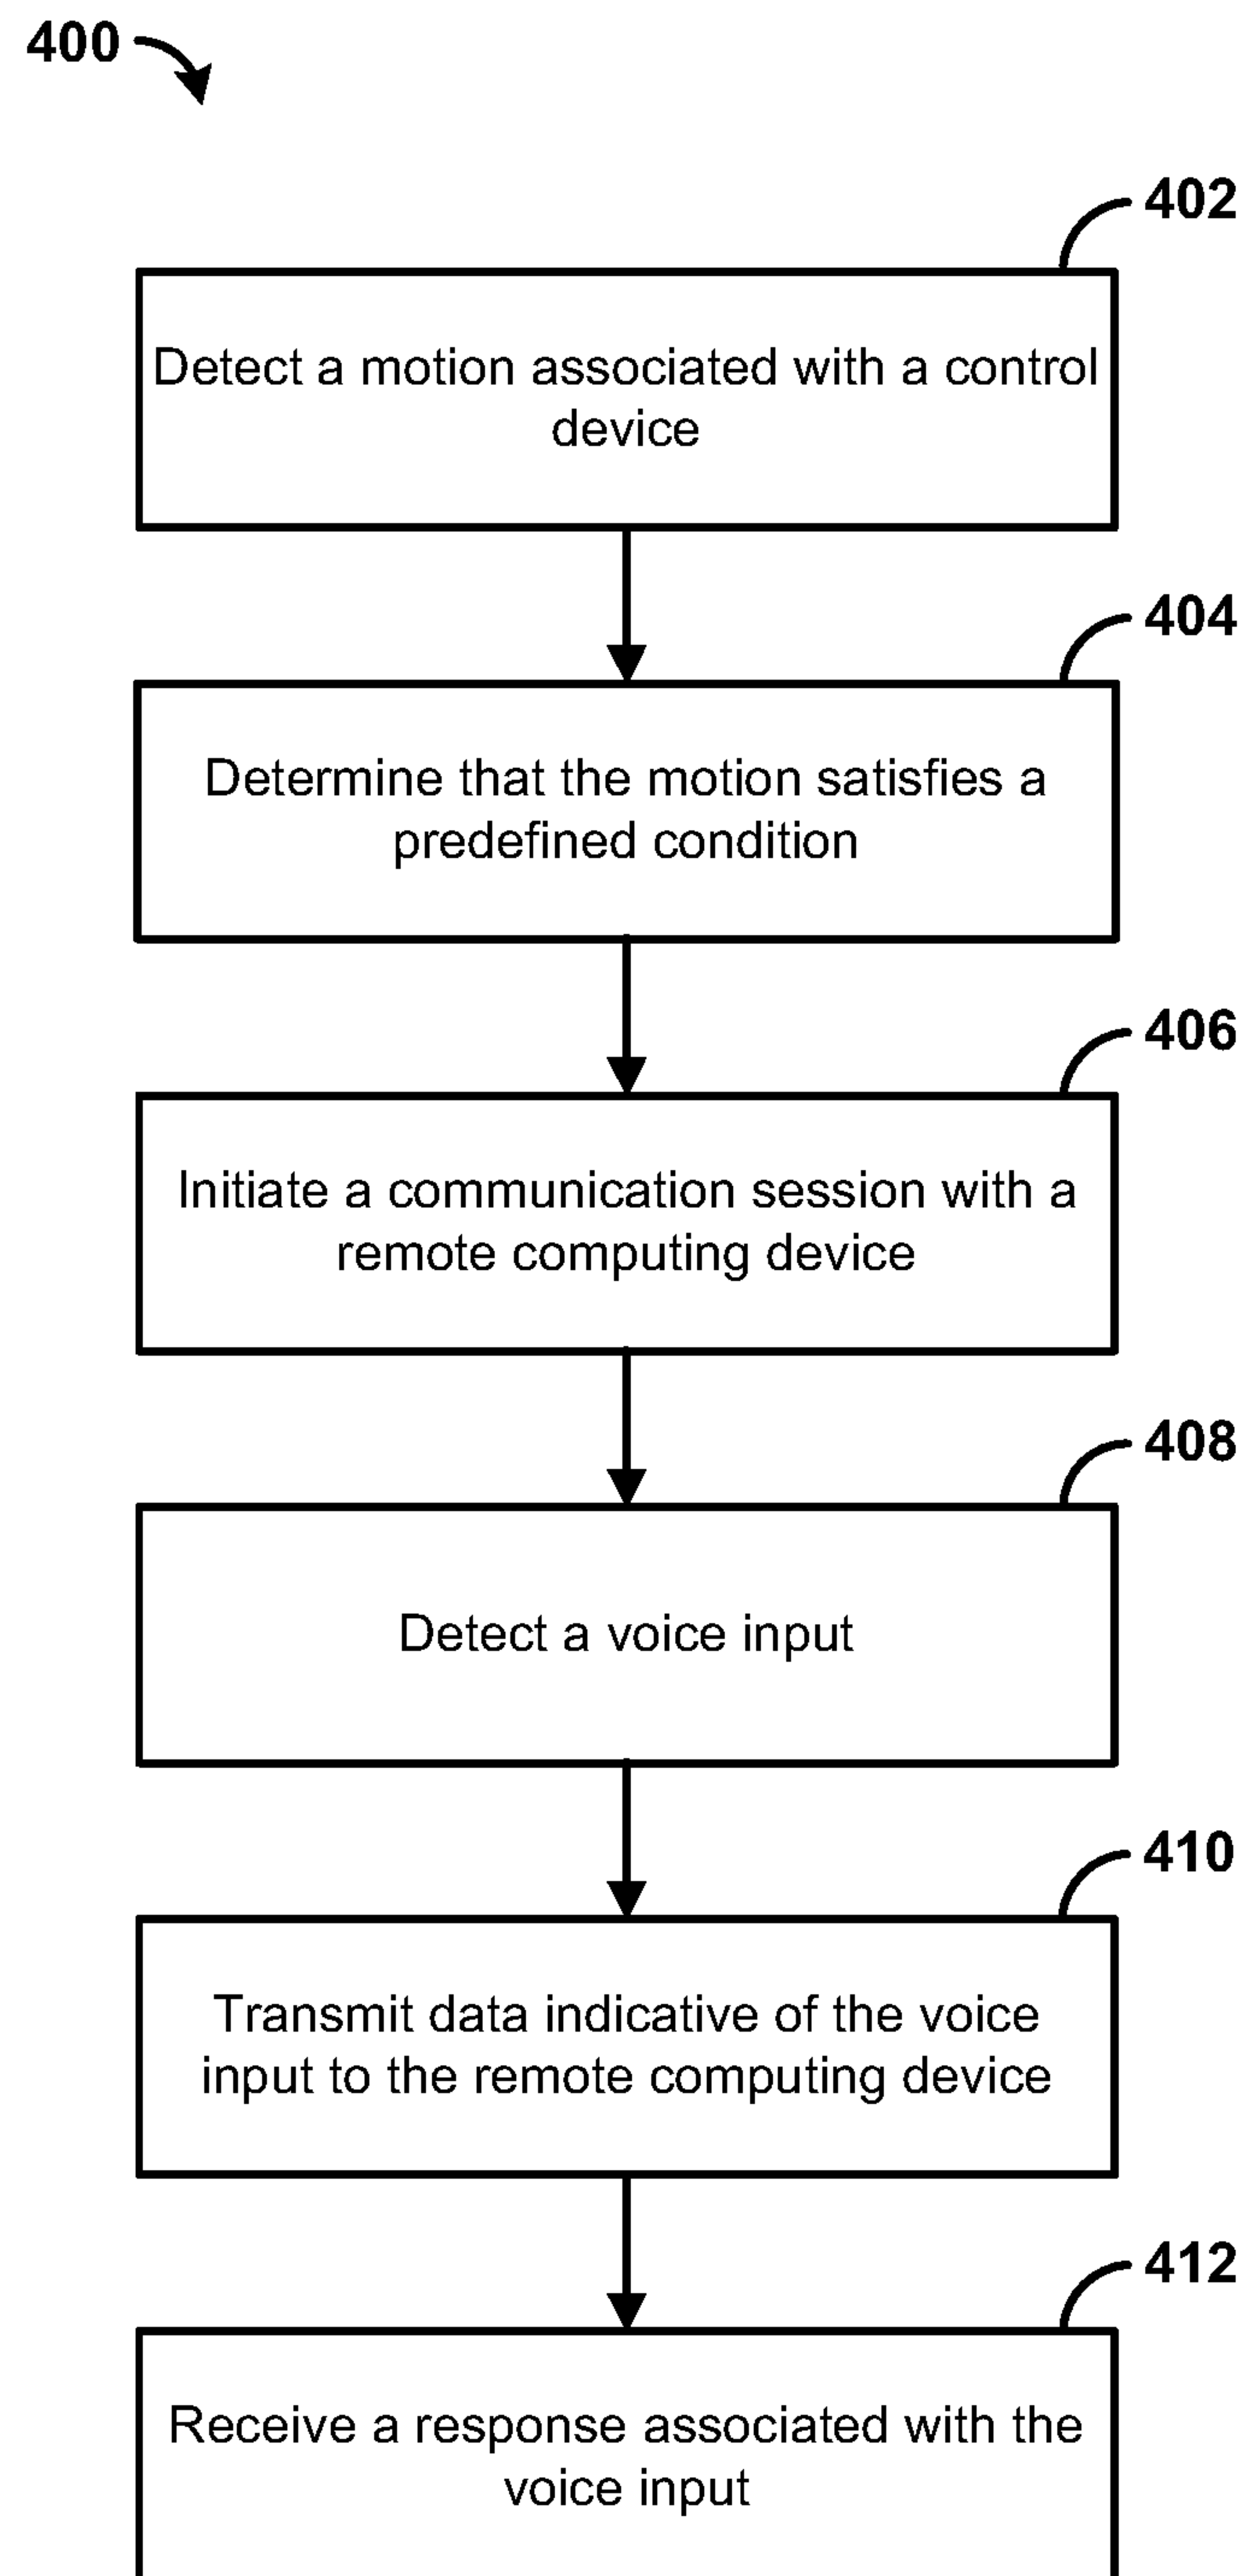 400
402
Detect a motion associated with a control
device
404
Determine that the motion satisfies a
predefined condition
406
Initiate a communication session with a
remote computing device
408
Detect a voice input
410
Transmit data indicative of the voice
input to the remote computing device
412
Receive a response associated with the
voice input